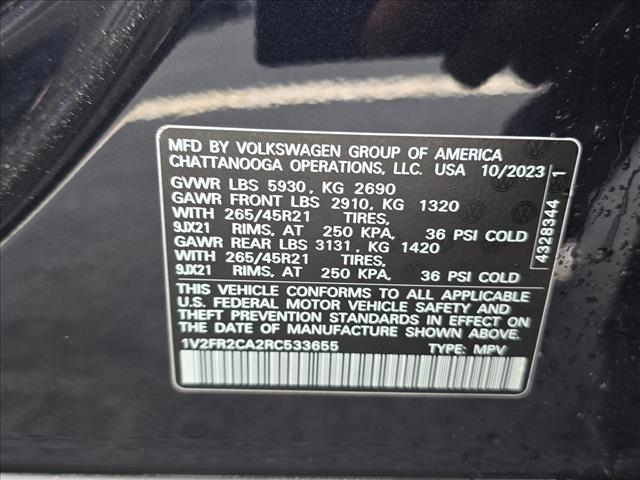 MFD BY VOLKSWAGEN GROUP OF AMERICA
CHATTANOOGA OPERATIONS, LLC. USA 10/2023
GVWR LBS 5930, KG 2690
GAWR FRONT LBS 2910, KG 1320
WITH 265/45R21 TIRES,
9JX21 RIMS, AT 250 KPA, 36 PSI COLD
GAWR REAR LBS 3131, KG 1420
WITH 265/45R21 TIRES,
9JX21 RIMS, AT 250 KPA, 36 PSI COLD
THIS VEHICLE CONFORMS TO ALL APPLICABLE
U.S. FEDERAL MOTOR VEHICLE SAFETY AND
THEFT PREVENTION STANDARDS IN EFFECT ON
THE DATE OF MANUFACTURE SHOWN ABOVE.
1V2FR2CA2RC533655 TYPE: MPV
4328344 1